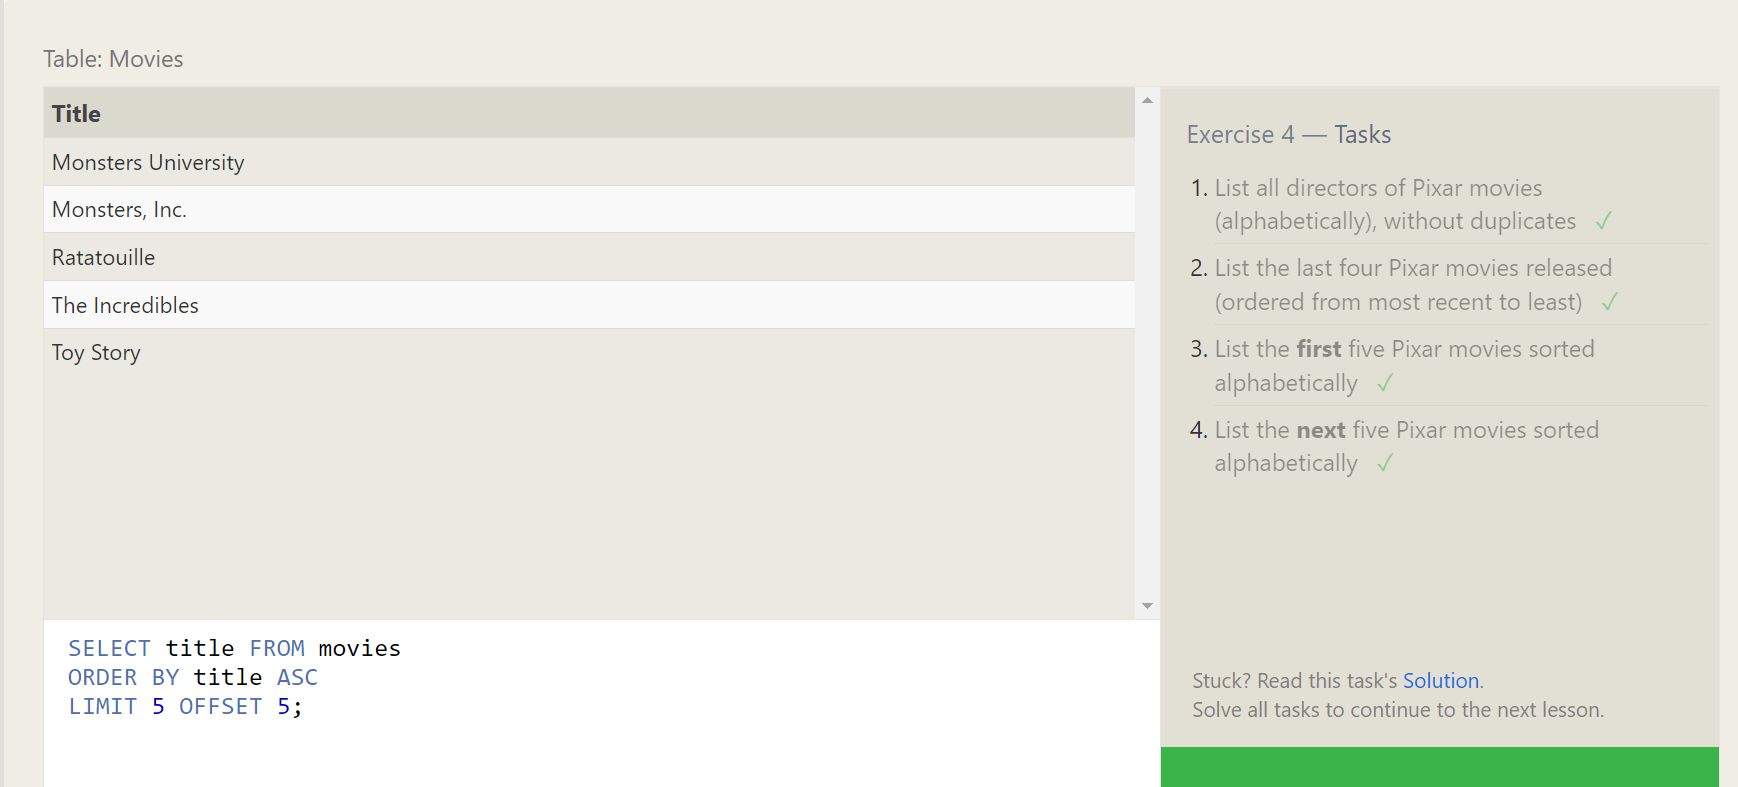 Table: Movies
Title
Monsters University
Monsters, Inc.
Ratatouille
The Incredibles
Toy Story
SELECT title FROM movies
ORDER BY title ASC
LIMIT 5 OFFSET 5;
Exercise 4 — Tasks
1. List all directors of Pixar movies
(alphabetically), without duplicates ✓
2. List the last four Pixar movies released
(ordered from most recent to least) ✓
3. List the first five Pixar movies sorted
alphabetically ✓
4. List the next five Pixar movies sorted
alphabetically ✓
Stuck? Read this task's Solution.
Solve all tasks to continue to the next lesson.